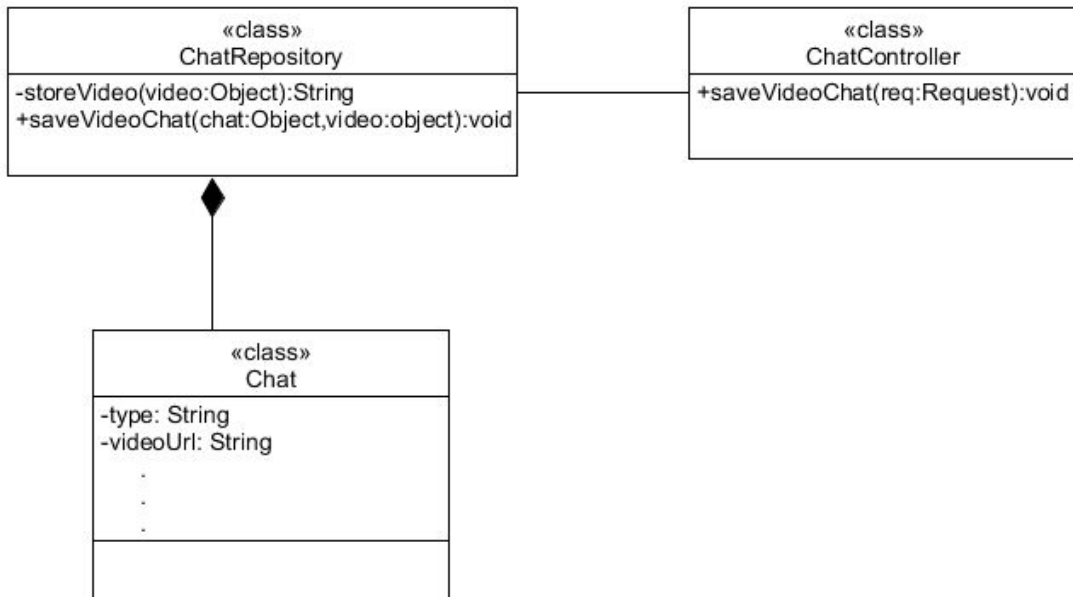 «class»
ChatRepository
-storeVideo(video:Object):String
+saveVideoChat(chat:Object,video:object):void
«class»
ChatController
+saveVideoChat(req:Request):void
«class»
Chat
-type: String
-videoUrl: String
.
.
.